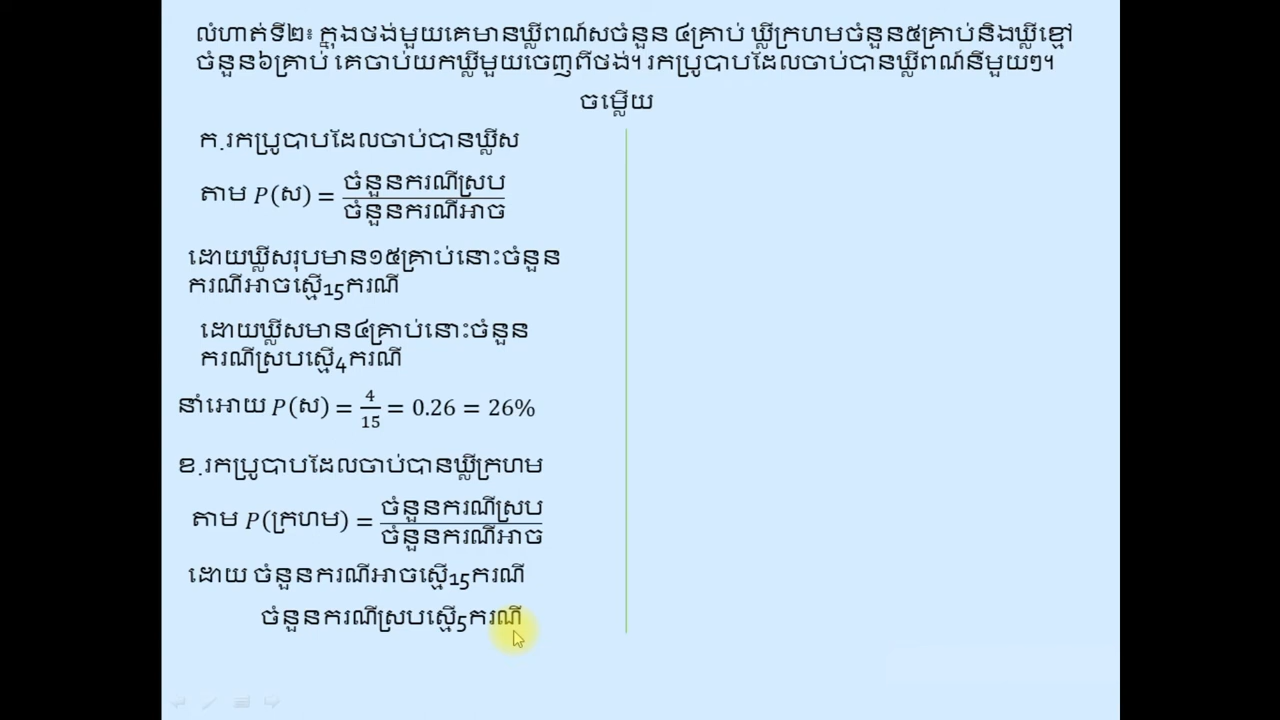 លំហាត់ទី២៖ ក្នុងថង់មួយគេមានឃ្លីពណ៍សចំនួន ៤គ្រាប់ ឃ្លីក្រហមចំនួន៥គ្រាប់និងឃ្លីខ្មៅ
ចំនួន៦គ្រាប់ គេចាប់យកឃ្លីមួយចេញពីថង់។ រកប្រូបាបដែលចាប់បានឃ្លីពណ៍នីមួយៗ។
ចម្លើយ
ក.រកប្រូបាបដែលចាប់បានឃ្លីស
តាម P(ស) = ចំនួនករណីស្រប / ចំនួនករណីអាច
ដោយឃ្លីសរុបមាន១៥គ្រាប់នោះចំនួន
ករណីអាចស្មើ15ករណី
ដោយឃ្លីសមាន៤គ្រាប់នោះចំនួន
ករណីស្របស្មើ4ករណី
នាំអោយ P(ស) = 4/15 = 0.26 = 26%
ខ.រកប្រូបាបដែលចាប់បានឃ្លីក្រហម
តាម P(ក្រហម) = ចំនួនករណីស្រប / ចំនួនករណីអាច
ដោយ ចំនួនករណីអាចស្មើ15ករណី
ចំនួនករណីស្របស្មើ5ករណី